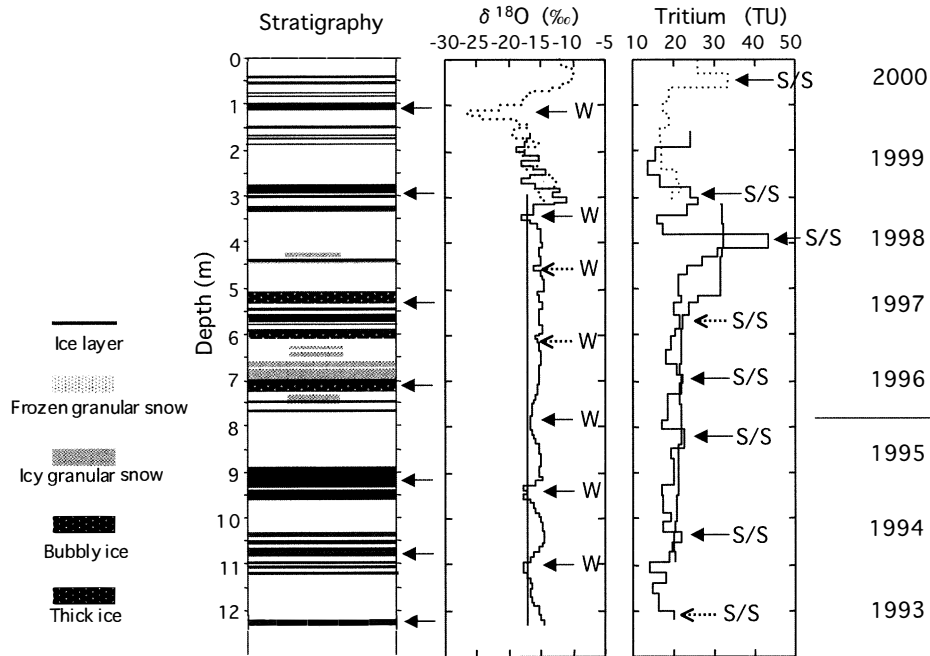 Stratigraphy
δ 18O (‰)
Tritium (TU)
-30 -25 -20 -15 -10 -5
10 20 30 40 50
Depth (m)
0
1
2
3
4
5
6
7
8
9
10
11
12
Ice layer
Frozen granular snow
Icy granular snow
Bubbly ice
Thick ice
W
W
W
W
W
W
W
S/S
S/S
S/S
S/S
S/S
S/S
S/S
S/S
2000
1999
1998
1997
1996
1995
1994
1993